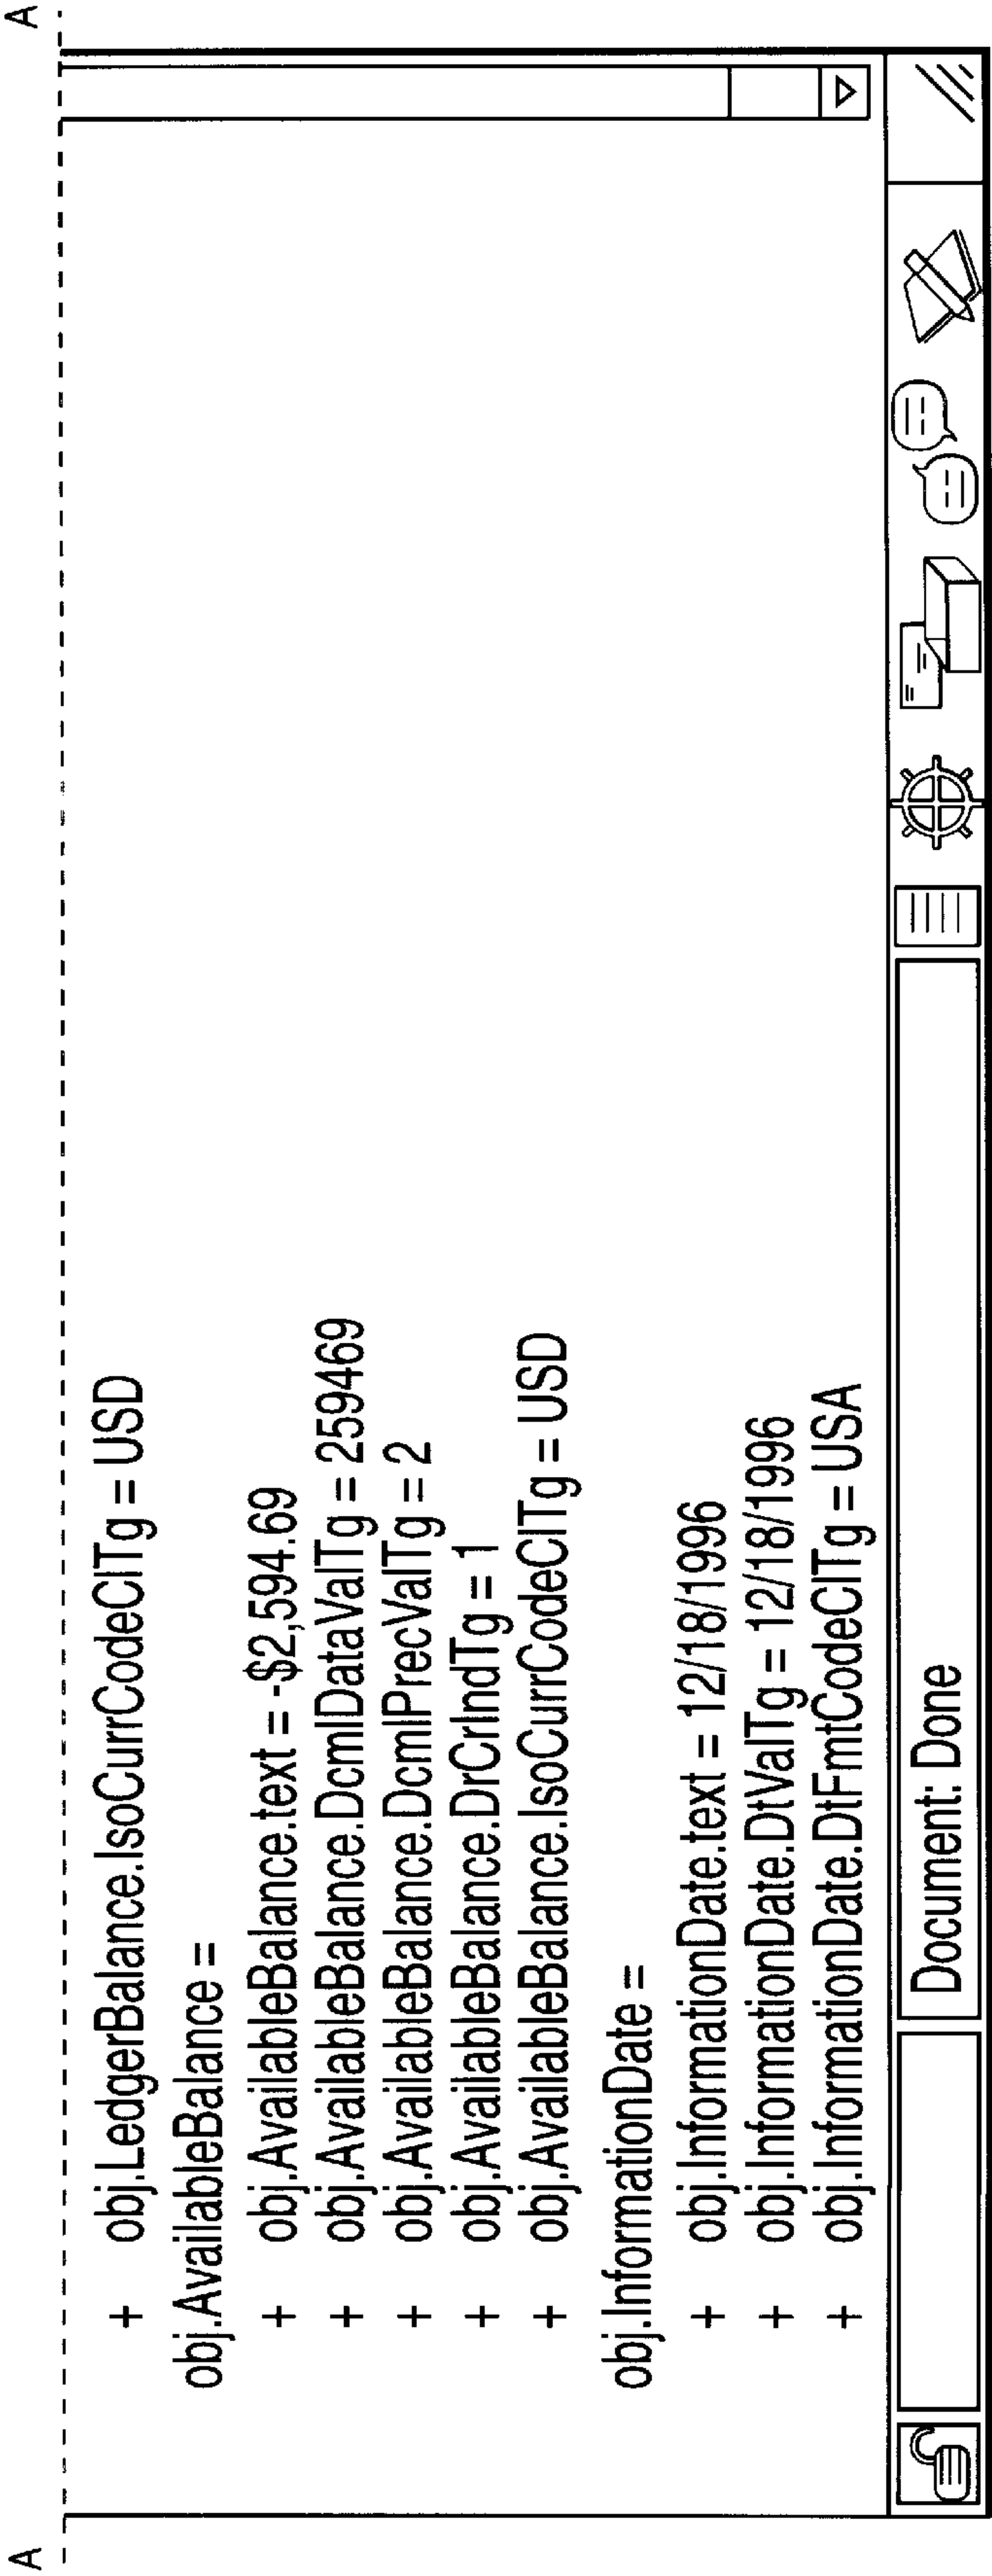 A A
+ obj.LedgerBalance.IsoCurrCodeClTg = USD
obj.AvailableBalance =
+ obj.AvailableBalance.text = -$2,594.69
+ obj.AvailableBalance.DcmlDataValTg = 259469
+ obj.AvailableBalance.DcmlPrecValTg = 2
+ obj.AvailableBalance.DrCrIndTg = 1
+ obj.AvailableBalance.IsoCurrCodeClTg = USD
obj.InformationDate =
+ obj.InformationDate.text = 12/18/1996
+ obj.InformationDate.DtValTg = 12/18/1996
+ obj.InformationDate.DtFmtCodeClTg = USA
Document: Done